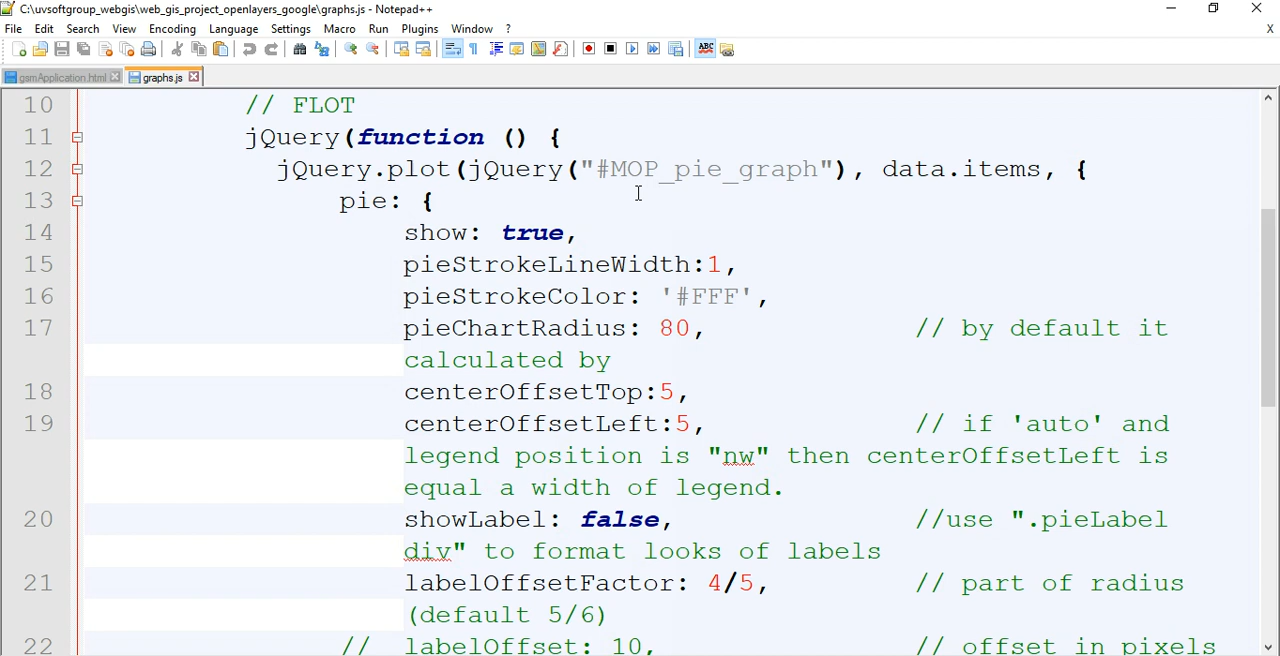 C:\uvsoftgroup_webgis\web_gis_project_openlayers_google\graphs.js - Notepad++
File Edit Search View Encoding Language Settings Macro Run Plugins Window ? X
ABC
gsmApplication.html graphs.js
10 // FLOT
11 jQuery(function () {
12 jQuery.plot(jQuery("#MOP_pie_graph"), data.items, {
13 pie: {
14 show: true,
15 pieStrokeLineWidth:1,
16 pieStrokeColor: '#FFF',
17 pieChartRadius: 80, // by default it
calculated by
18 centerOffsetTop:5,
19 centerOffsetLeft:5, // if 'auto' and
legend position is "nw" then centerOffsetLeft is
equal a width of legend.
20 showLabel: false, //use ".pieLabel
div" to format looks of labels
21 labelOffsetFactor: 4/5, // part of radius
(default 5/6)
22 // labelOffset: 10, // offset in pixels